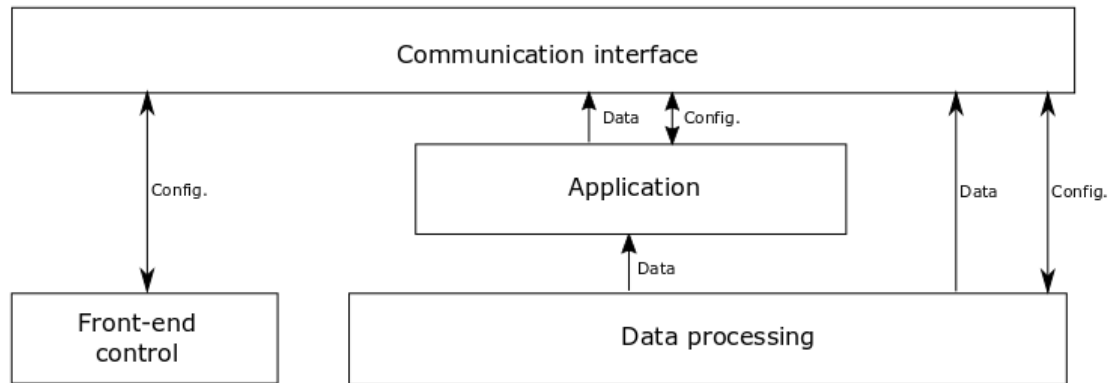 Communication interface
Data
Config.
Config.
Application
Data
Config.
Data
Front-end
control
Data processing